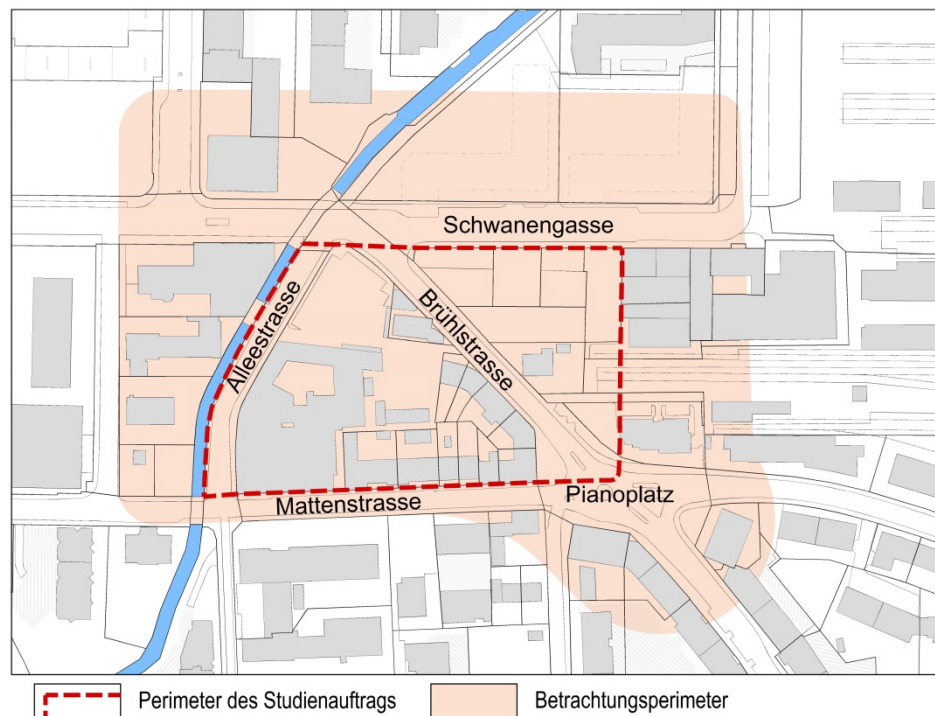 Schwanengasse
Alleestrasse
Brühlstrasse
Mattenstrasse
Pianoplatz
Perimeter des Studienauftrags
Betrachtungsperimeter